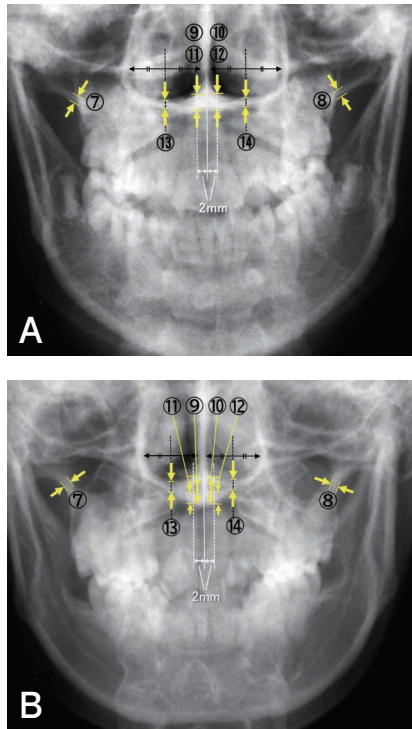 ⑨ ⑩
⑪ ⑫
⑦ ⑧
⑬ ⑭
2mm
A
⑪ ⑨ ⑩ ⑫
⑦ ⑧
⑬ ⑭
2mm
B